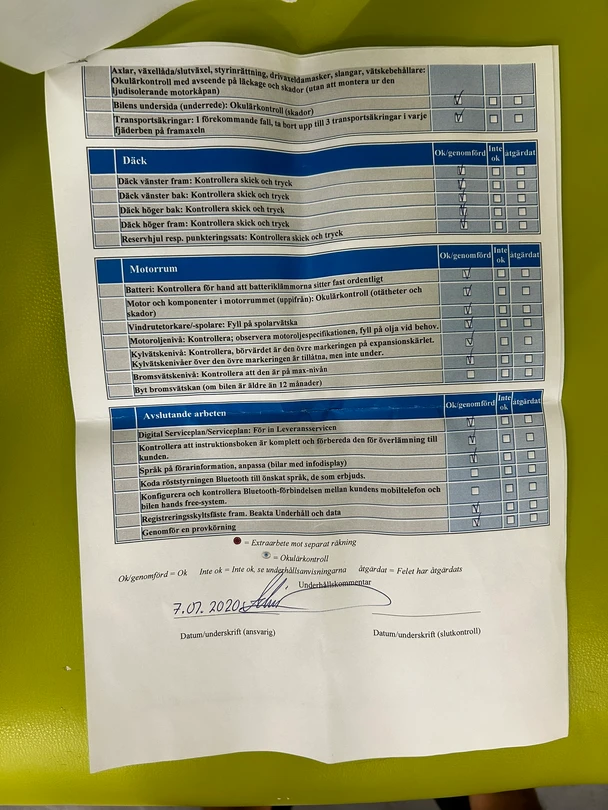 Axlar, växellåda/slutväxel, styrinrättning, drivaxeldamasker, slangar, vätskebehållare:
Okulärkontroll med avseende på läckage och skador (utan att montera ur den
ljudisolerande motorkåpan)
Bilens undersida (underrede): Okulärkontroll (skador)
Transportsäkringar: I förekommande fall, ta bort upp till 3 transportsäkringar i varje
fjäderben på framaxeln
Däck Ok/genomförd Inte ok åtgärdat
Däck vänster fram: Kontrollera skick och tryck
Däck vänster bak: Kontrollera skick och tryck
Däck höger bak: Kontrollera skick och tryck
Däck höger fram: Kontrollera skick och tryck
Reservhjul resp. punkteringssats: Kontrollera skick och tryck
Motorrum Ok/genomförd Inte ok åtgärdat
Batteri: Kontrollera för hand att batteriklämmorna sitter fast ordentligt
Motor och komponenter i motorrummet (uppifrån): Okulärkontroll (otätheter och
skador)
Vindrutetorkare/-spolare: Fyll på spolarvätska
Motoroljenivå: Kontrollera; observera motoroljespecifikationen, fyll på olja vid behov.
Kylvätskenivå: Kontrollera, börvärdet är den övre markeringen på expansionskärlet.
Kylvätskenivåer över den övre markeringen är tillåtna, men inte under.
Bromsvätskenivå: Kontrollera att den är på max-nivån
Byt bromsvätskan (om bilen är äldre än 12 månader)
Avslutande arbeten Ok/genomförd Inte ok åtgärdat
Digital Serviceplan/Serviceplan: För in Leveransservicen
Kontrollera att instruktionsboken är komplett och förbereda den för överlämning till
kunden.
Språk på förarinformation, anpassa (bilar med infodisplay)
Koda röststyrningen Bluetooth till önskat språk, de som erbjuds.
Konfigurera och kontrollera Bluetooth-förbindelsen mellan kundens mobiltelefon och
bilen hands free-system.
Registreringsskyltsfäste fram. Beakta Underhåll och data
Genomför en provkörning
= Extraarbete mot separat räkning
= Okulärkontroll
Ok/genomförd = Ok Inte ok = Inte ok, se underhållsanvisningarna åtgärdat = Felet har åtgärdats
Underhållskommentar
7.07. 2020
Datum/underskrift (ansvarig) Datum/underskrift (slutkontroll)